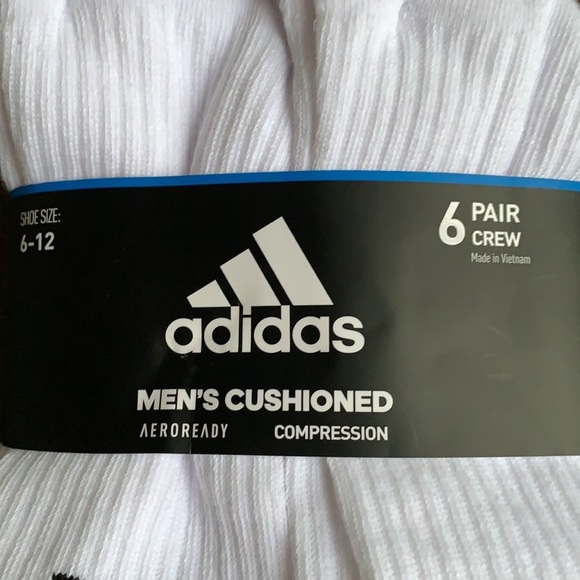 SHOE SIZE:
6-12
6 PAIR
CREW
Made in Vietnam
adidas
MEN'S CUSHIONED
AEROREADY COMPRESSION